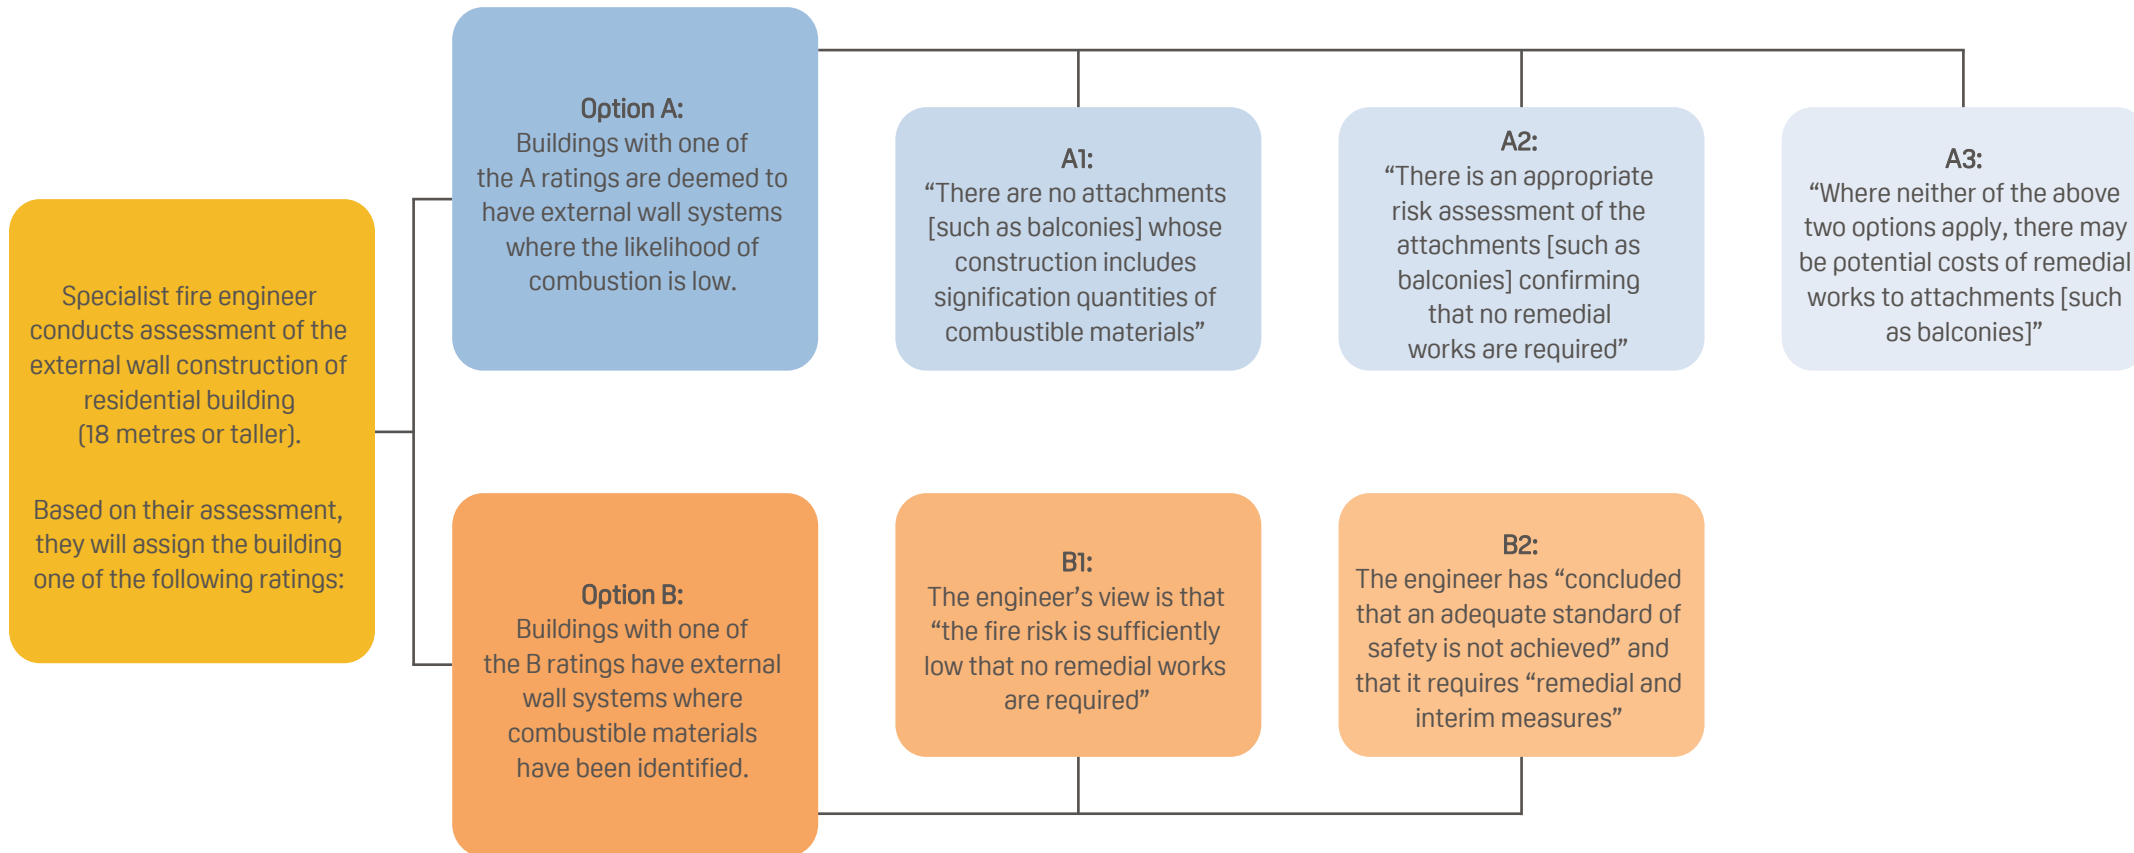 Specialist fire engineer
conducts assessment of the
external wall construction of
residential building
(18 metres or taller).
Based on their assessment,
they will assign the building
one of the following ratings:
Option A:
Buildings with one of
the A ratings are deemed to
have external wall systems
where the likelihood of
combustion is low.
A1:
“There are no attachments
[such as balconies] whose
construction includes
signification quantities of
combustible materials”
A2:
“There is an appropriate
risk assessment of the
attachments [such as
balconies] confirming
that no remedial
works are required”
A3:
“Where neither of the above
two options apply, there may
be potential costs of remedial
works to attachments [such
as balconies]”
Option B:
Buildings with one of
the B ratings have external
wall systems where
combustible materials
have been identified.
B1:
The engineer’s view is that
“the fire risk is sufficiently
low that no remedial works
are required”
B2:
The engineer has “concluded
that an adequate standard of
safety is not achieved” and
that it requires “remedial and
interim measures”